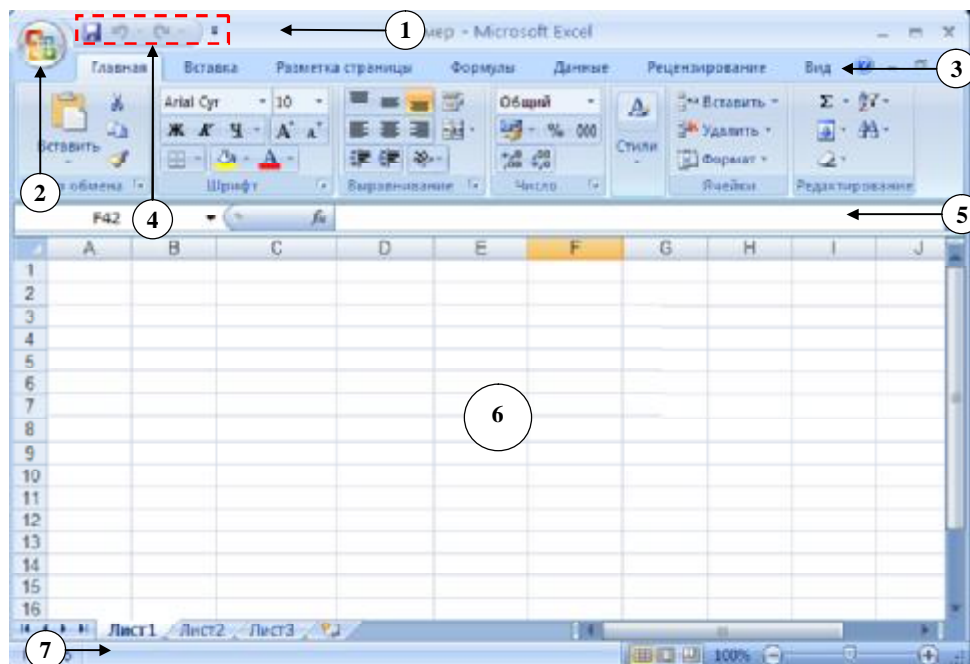 1
мер - Microsoft Excel
Главная Вставка Разметка страницы Формулы Данные Рецензирование Вид 3
Вставить Arial Cyr 10 Общий Стили Вставить
Ж К Ч A A % 000 Удалить Σ
Формат
2 обмена Шрифт Выравнивание Число Ячейки Редактирование
F42 4 fx 5
A B C D E F G H I J
1
2
3
4
5
6
7 6
8
9
10
11
12
13
14
15
16
Лист1 Лист2 Лист3
7 100%